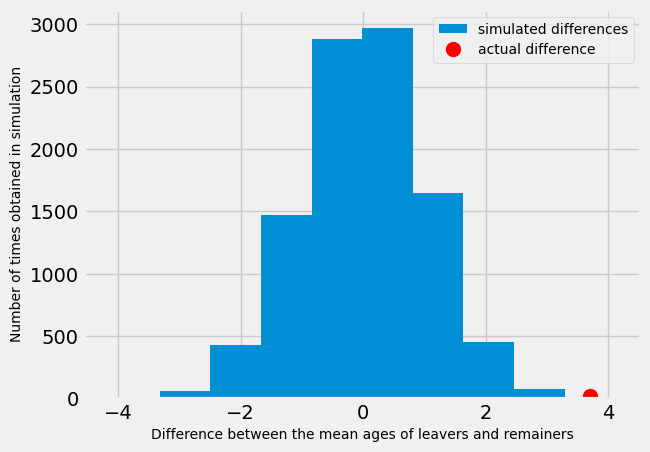 simulated differences
actual difference
Number of times obtained in simulation
3000
2500
2000
1500
1000
500
0
−4 −2 0 2 4
Difference between the mean ages of leavers and remainers